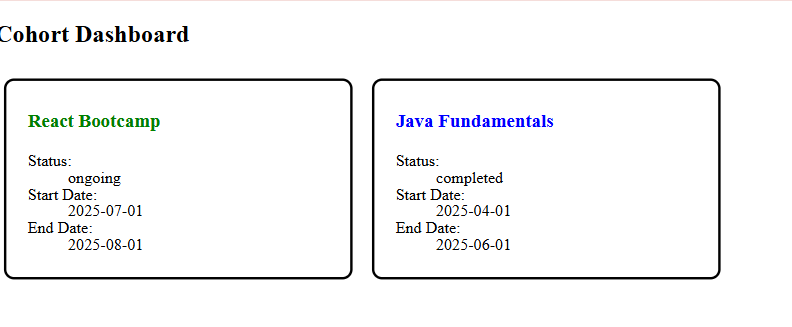 Cohort Dashboard
React Bootcamp
Status:
ongoing
Start Date:
2025-07-01
End Date:
2025-08-01
Java Fundamentals
Status:
completed
Start Date:
2025-04-01
End Date:
2025-06-01